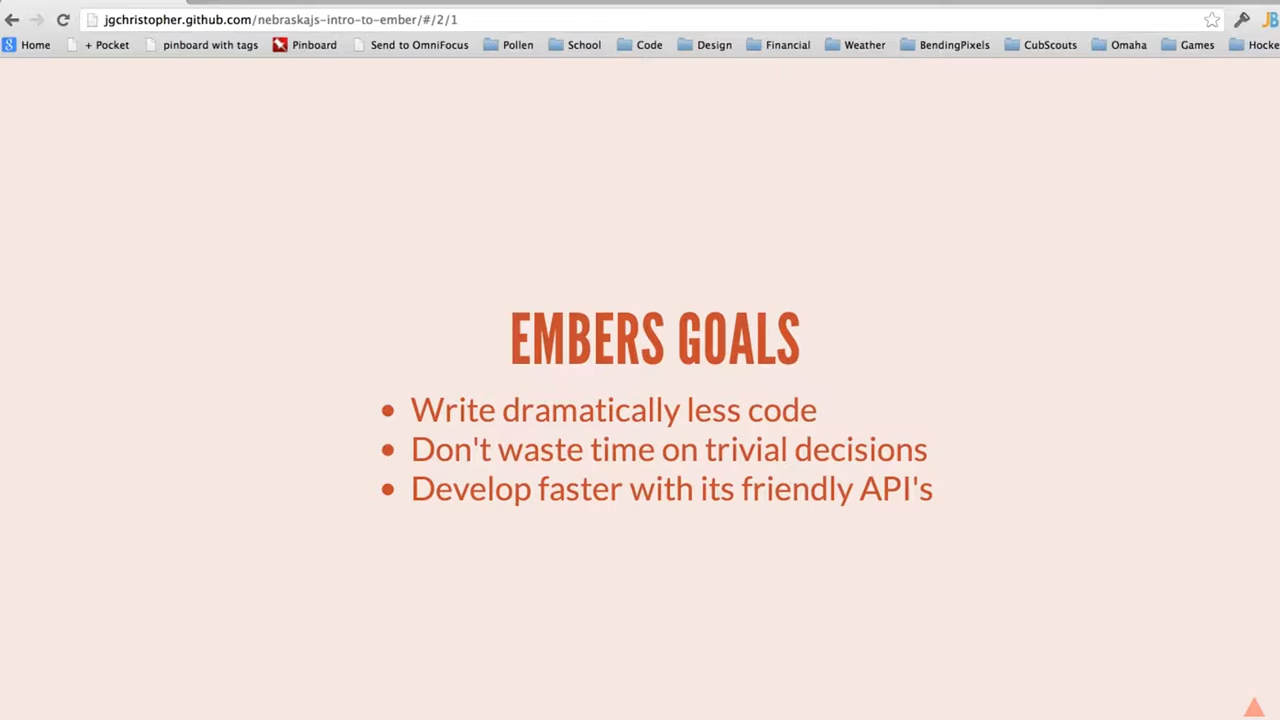 jgchristopher.github.com/nebraskajs-intro-to-ember/#/2/1
Home + Pocket pinboard with tags Pinboard Send to OmniFocus Pollen School Code Design Financial Weather BendingPixels CubScouts Omaha Games Hocke
EMBERS GOALS
• Write dramatically less code
• Don't waste time on trivial decisions
• Develop faster with its friendly API's